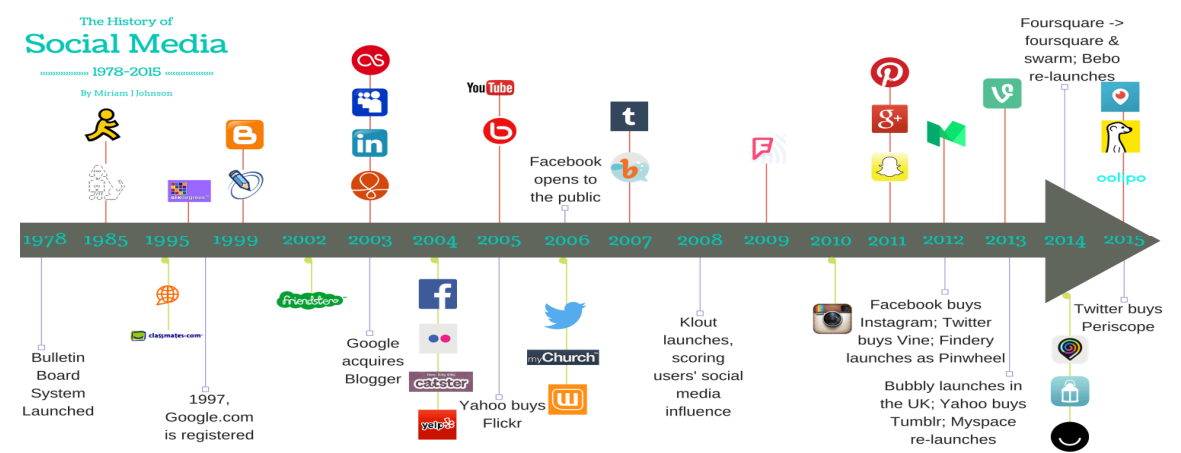 The History of
Social Media
1978-2015
By Miriam J Johnson
Foursquare ->
foursquare &
swarm; Bebo
re-launches
You Tube
Facebook
opens to
the public
t
g+
sixdegrees
oolipo
1978 1985 1995 1999 2002 2003 2004 2005 2006 2007 2008 2009 2010 2011 2012 2013 2014 2015
Bulletin
Board
System
Launched
classmates.com
1997,
Google.com
is registered
friendster
Google
acquires
Blogger
f
catster
yelp
Yahoo buys
Flickr
myChurch
Klout
launches,
scoring
users' social
media
influence
Facebook buys
Instagram; Twitter
buys Vine; Findery
launches as Pinwheel
Bubbly launches in
the UK; Yahoo buys
Tumblr; Myspace
re-launches
Twitter buys
Periscope
in